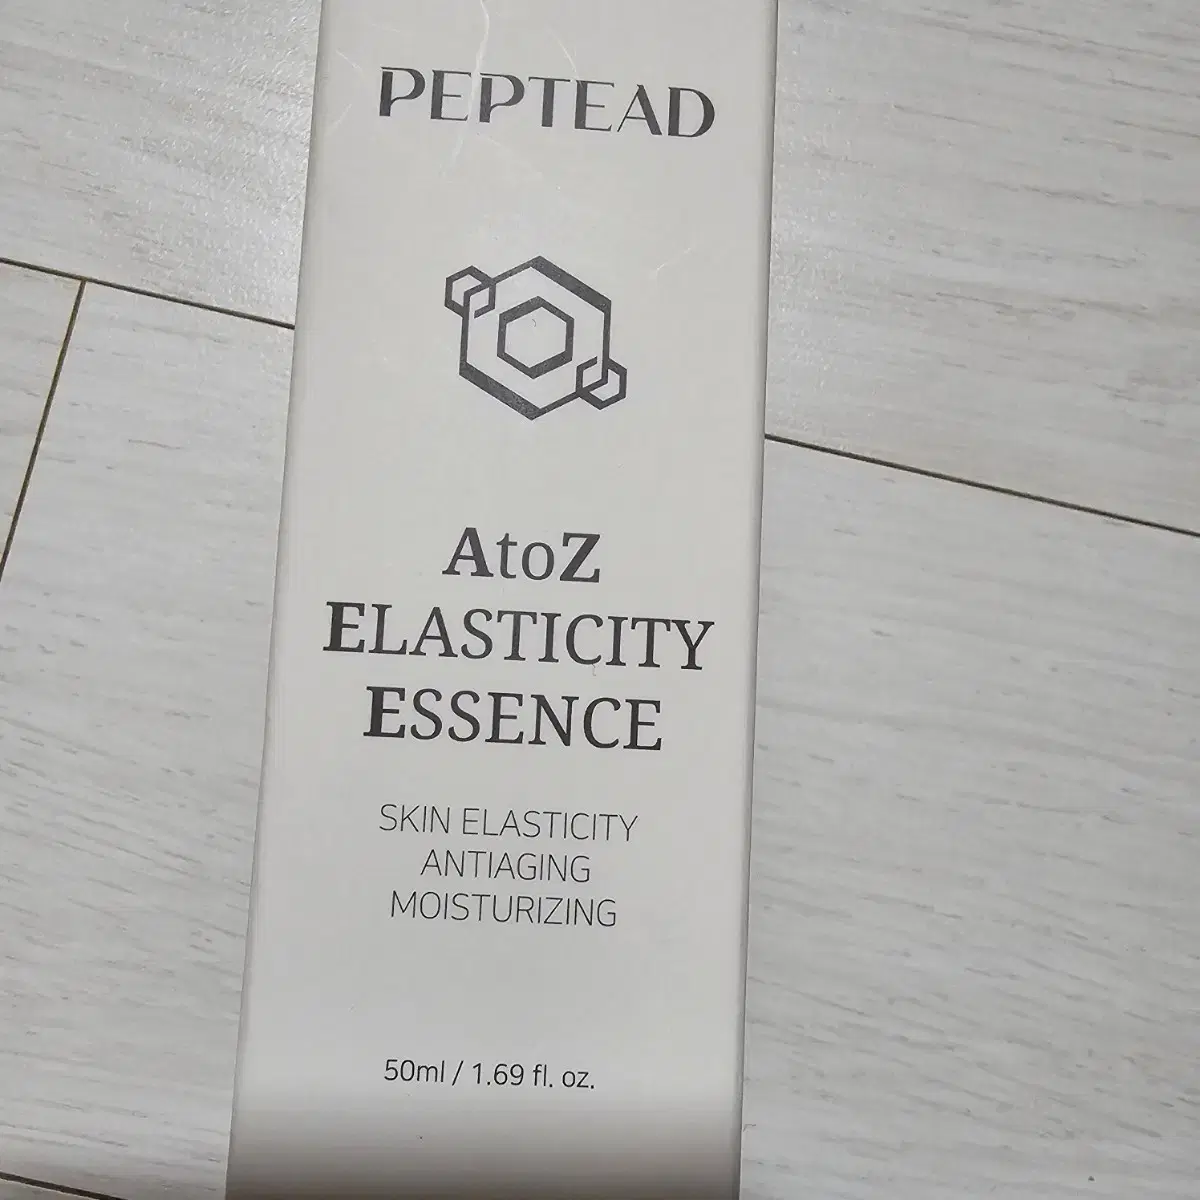 PEPTEAD
AtoZ
ELASTICITY
ESSENCE
SKIN ELASTICITY
ANTIAGING
MOISTURIZING
50ml / 1.69 fl. oz.